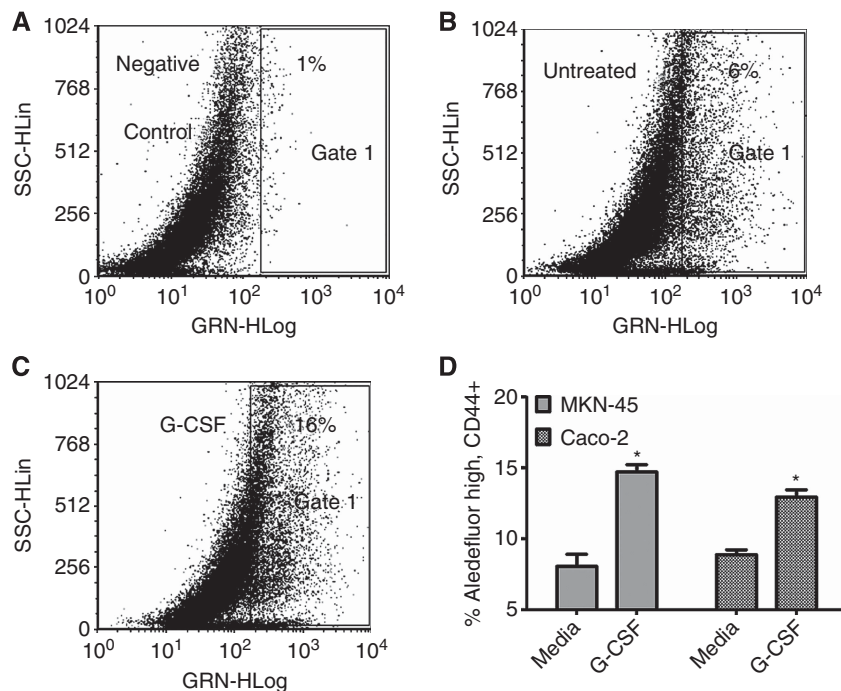 A
1024
768
512
256
0
SSC-HLin
Negative
Control
1%
Gate 1
10^0 10^1 10^2 10^3 10^4
GRN-HLog
B
1024
768
512
256
0
SSC-HLin
Untreated
6%
Gate 1
10^0 10^1 10^2 10^3 10^4
GRN-HLog
C
1024
768
512
256
0
SSC-HLin
G-CSF
16%
Gate 1
10^0 10^1 10^2 10^3 10^4
GRN-HLog
D
% Aledefluor high, CD44+
20
15
10
5
MKN-45
Caco-2
*
*
Media
G-CSF
Media
G-CSF